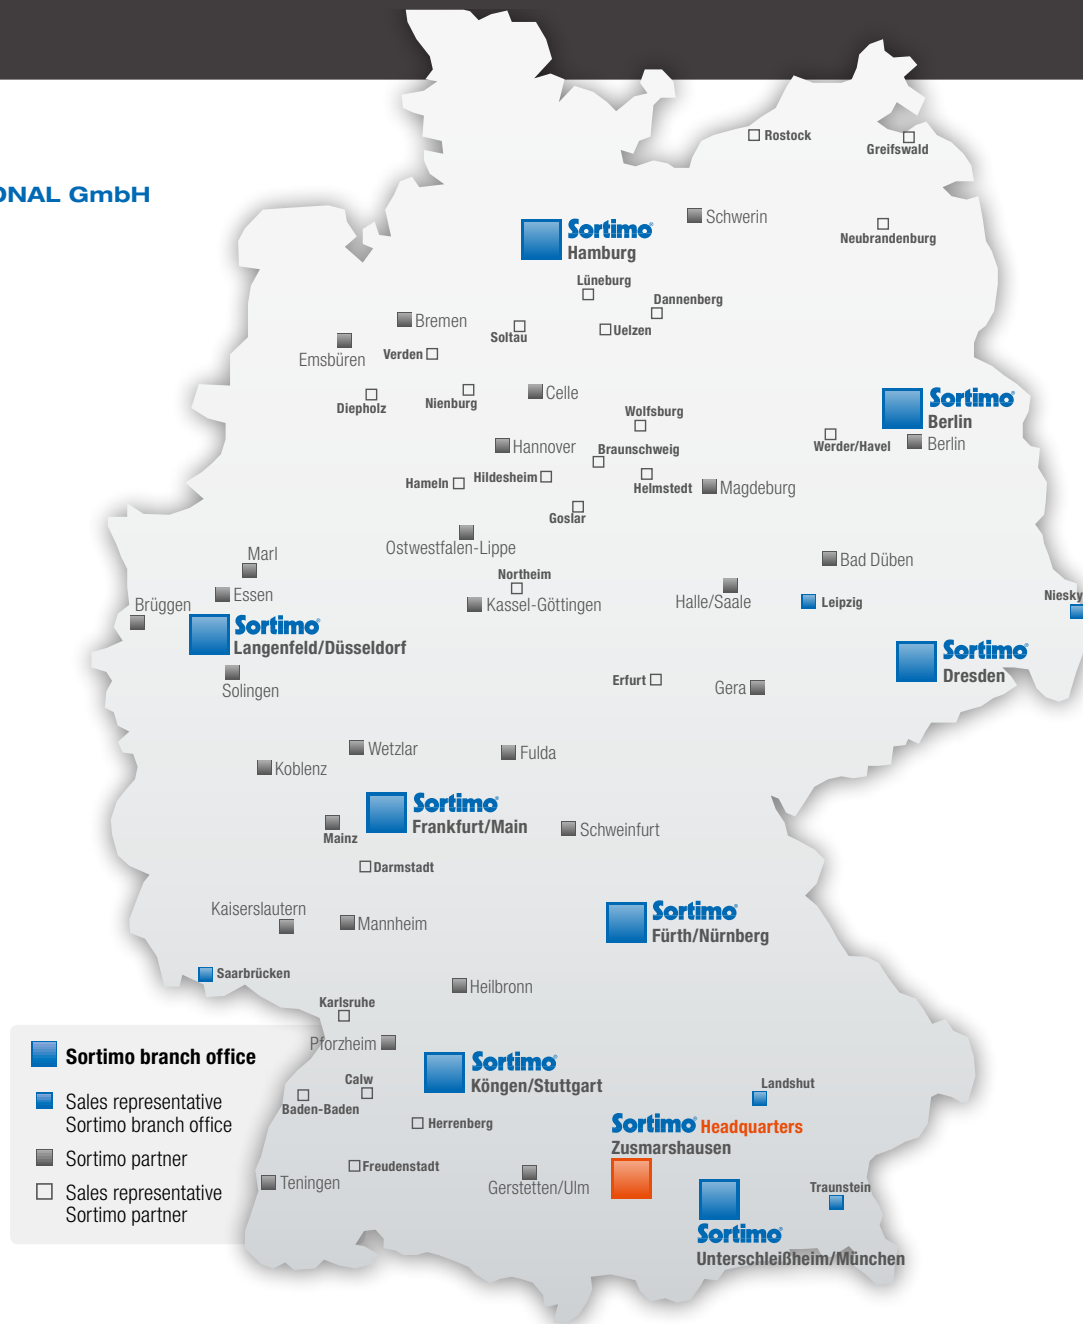 ONAL GmbH
Rostock
Greifswald
Schwerin
Neubrandenburg
Sortimo®
Hamburg
Lüneburg
Dannenberg
Bremen
Soltau
Uelzen
Emsbüren
Verden
Diepholz
Nienburg
Celle
Sortimo®
Berlin
Wolfsburg
Werder/Havel
Berlin
Hannover
Braunschweig
Hameln
Hildesheim
Helmstedt
Magdeburg
Goslar
Ostwestfalen-Lippe
Marl
Bad Düben
Northeim
Essen
Brüggen
Kassel-Göttingen
Halle/Saale
Leipzig
Niesky
Sortimo®
Langenfeld/Düsseldorf
Sortimo®
Dresden
Solingen
Erfurt
Gera
Wetzlar
Fulda
Koblenz
Sortimo®
Frankfurt/Main
Mainz
Schweinfurt
Darmstadt
Kaiserslautern
Mannheim
Sortimo®
Fürth/Nürnberg
Saarbrücken
Heilbronn
Karlsruhe
Pforzheim
Sortimo®
Köngen/Stuttgart
Calw
Baden-Baden
Landshut
Herrenberg
Sortimo® Headquarters
Zusmarshausen
Freudenstadt
Teningen
Gerstetten/Ulm
Traunstein
Sortimo®
Unterschleißheim/München
Sortimo branch office
Sales representative
Sortimo branch office
Sortimo partner
Sales representative
Sortimo partner